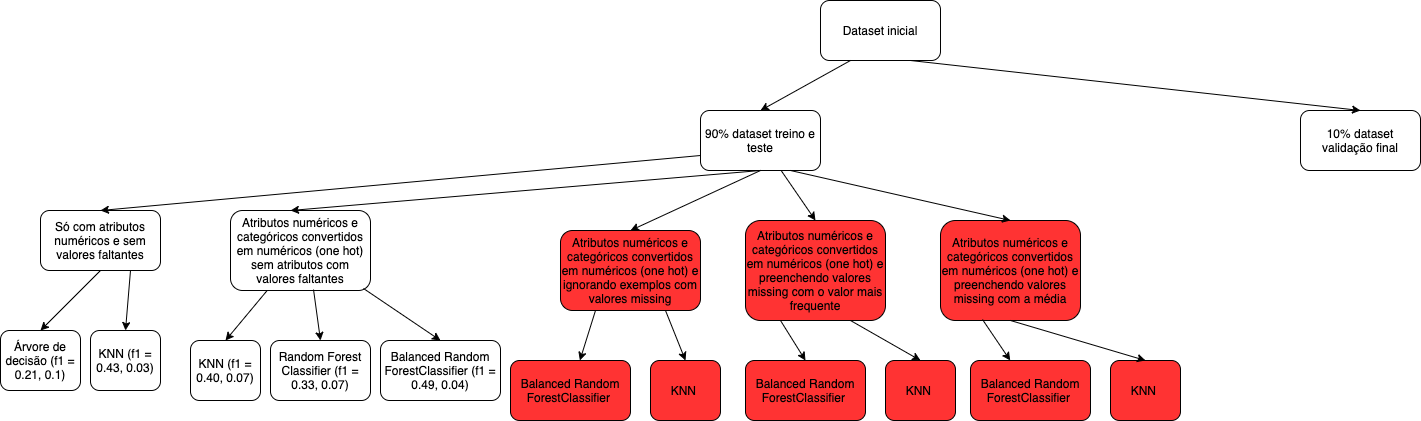 Dataset inicial
90% dataset treino e
teste
10% dataset
validação final
Só com atributos
numéricos e sem
valores faltantes
Atributos numéricos e
categóricos convertidos
em numéricos (one hot)
sem atributos com
valores faltantes
Atributos numéricos e
categóricos convertidos
em numéricos (one hot) e
ignorando exemplos com
valores missing
Atributos numéricos e
categóricos convertidos
em numéricos (one hot) e
preenchendo valores
missing com o valor mais
frequente
Atributos numéricos e
categóricos convertidos
em numéricos (one hot) e
preenchendo valores
missing com a média
Árvore de
decisão (f1 =
0.21, 0.1)
KNN (f1 =
0.43, 0.03)
KNN (f1 =
0.40, 0.07)
Random Forest
Classifier (f1 =
0.33, 0.07)
Balanced Random
ForestClassifier (f1 =
0.49, 0.04)
Balanced Random
ForestClassifier
KNN
Balanced Random
ForestClassifier
KNN
Balanced Random
ForestClassifier
KNN